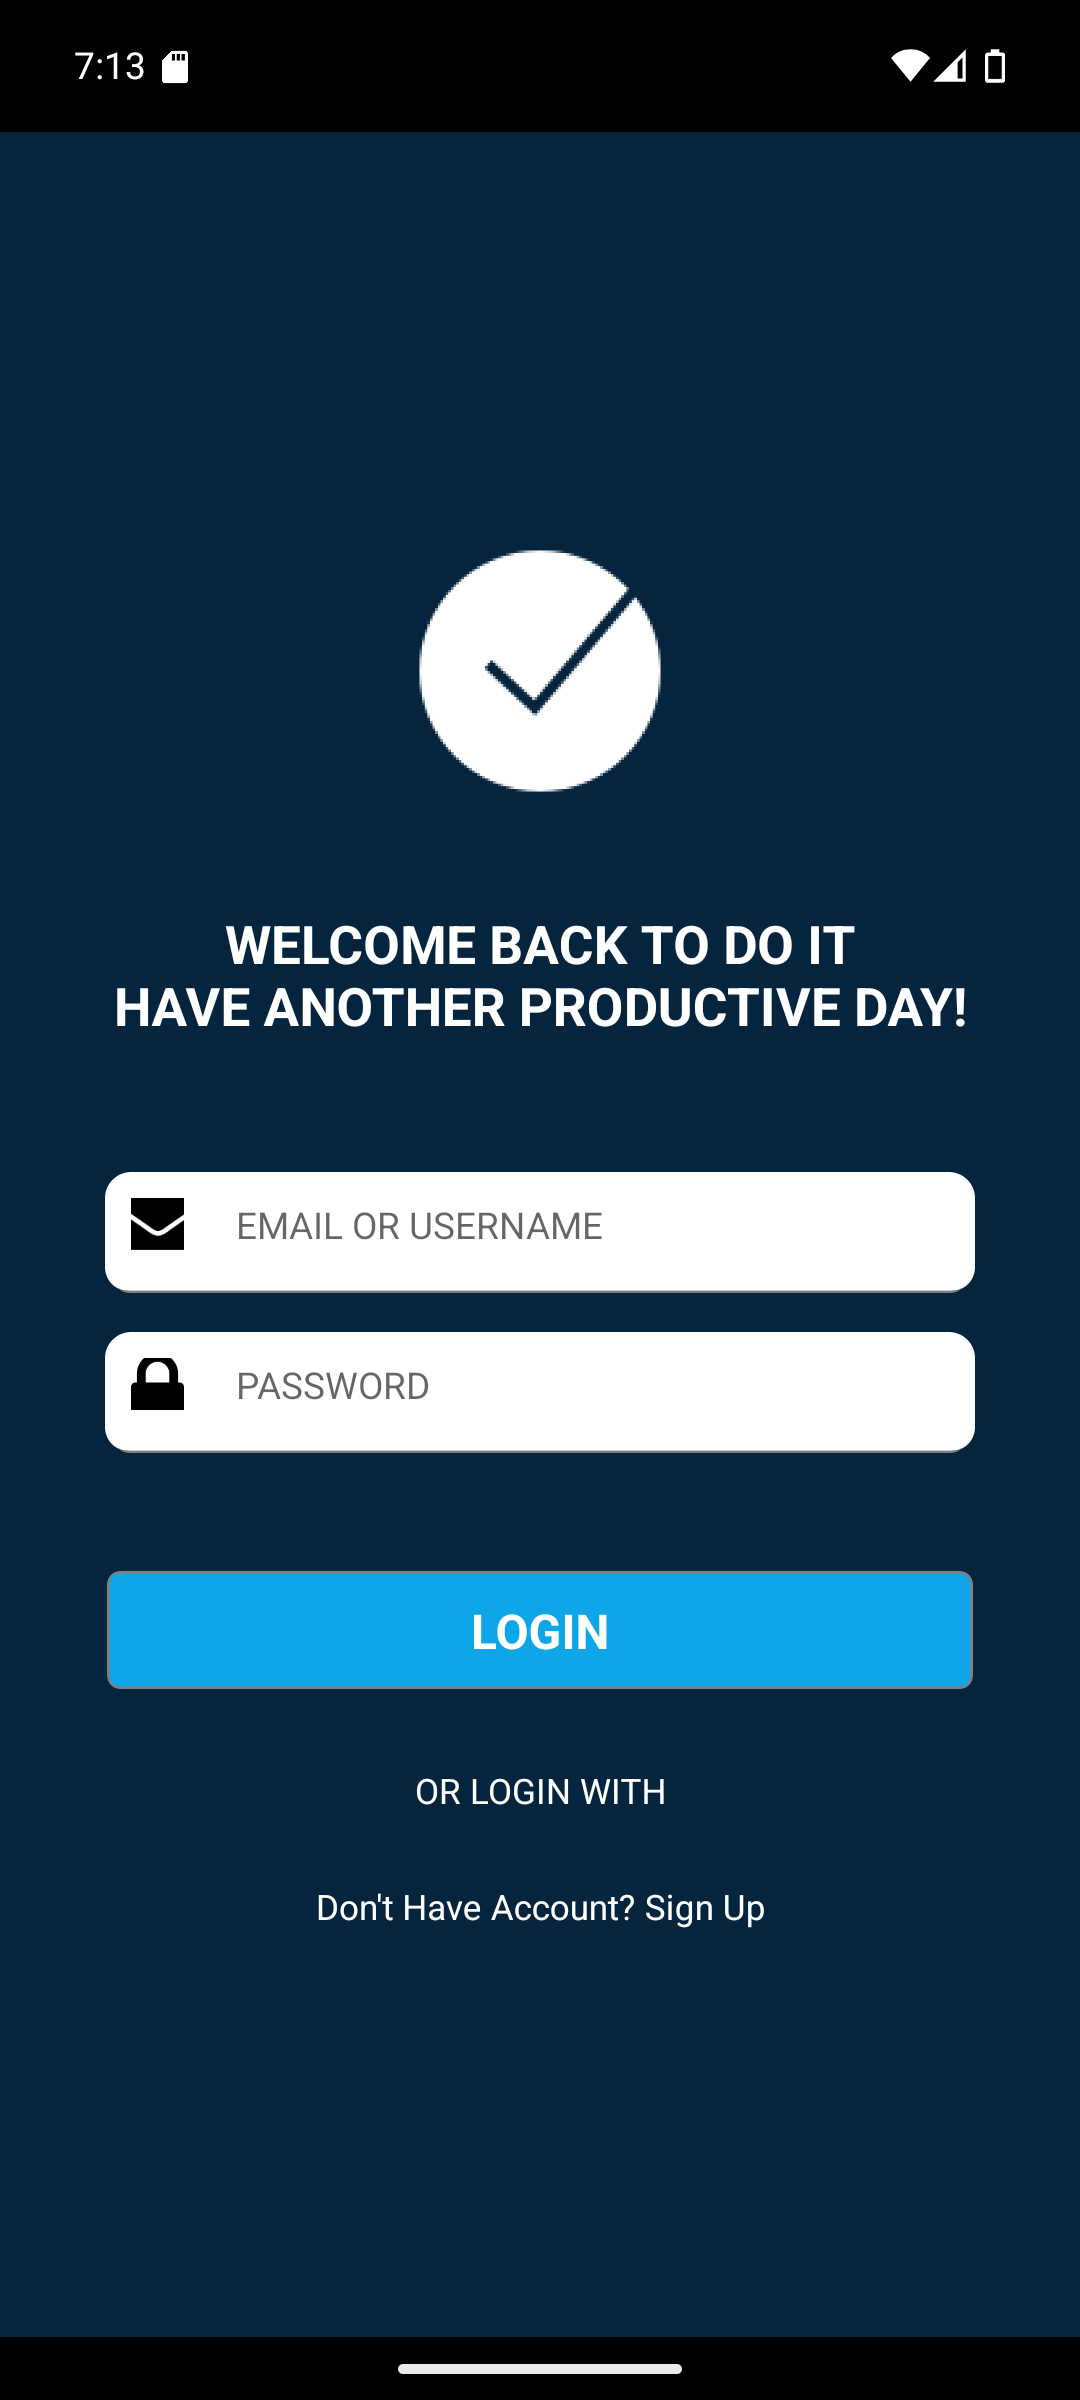 7:13
WELCOME BACK TO DO IT
HAVE ANOTHER PRODUCTIVE DAY!
EMAIL OR USERNAME
PASSWORD
LOGIN
OR LOGIN WITH
Don't Have Account? Sign Up